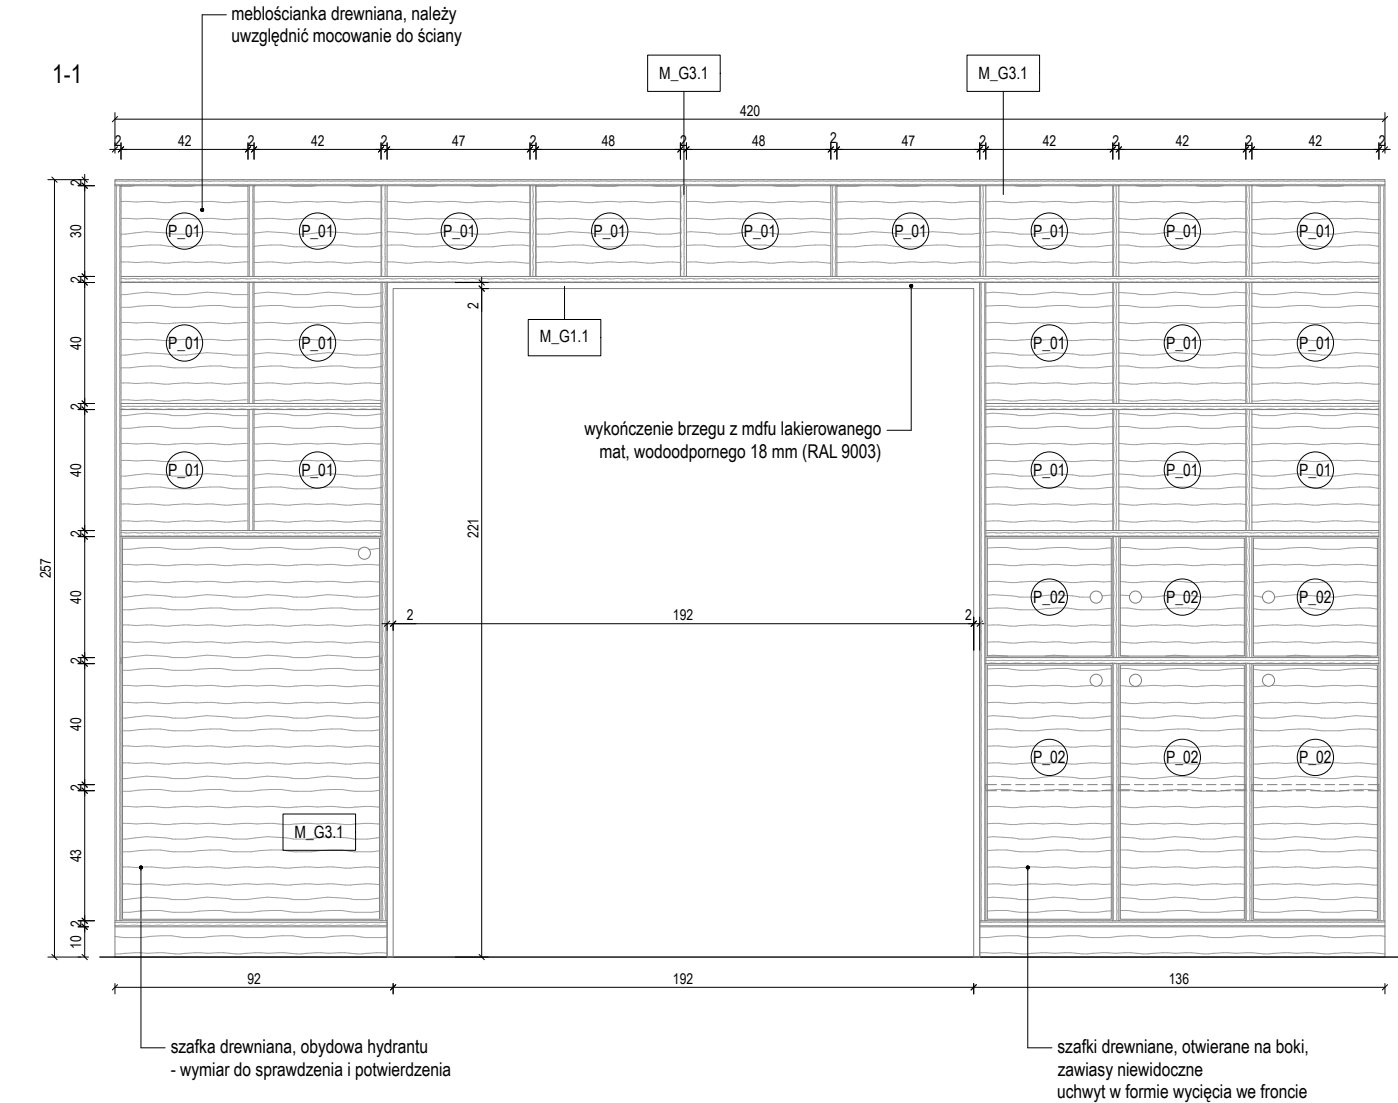 meblościanka drewniana, należy
uwzględnić mocowanie do ściany
1-1
M_G3.1
M_G3.1
420
2 42 2 42 2 47 2 48 2 48 2 47 2 42 2 42 2 42 2
2
P_01 P_01 P_01 P_01 P_01 P_01 P_01 P_01 P_01
30
2
2
M_G1.1
P_01 P_01 P_01 P_01 P_01
40
2
wykończenie brzegu z mdfu lakierowanego
mat, wodoodpornego 18 mm (RAL 9003)
P_01 P_01 P_01 P_01 P_01
40
2
221
257
40
P_02 P_02 P_02
2 192 2
2
40
P_02 P_02 P_02
2
M_G3.1
43
2
10
92 192 136
szafka drewniana, obydowa hydrantu
- wymiar do sprawdzenia i potwierdzenia
szafki drewniane, otwierane na boki,
zawiasy niewidoczne
uchwyt w formie wycięcia we froncie